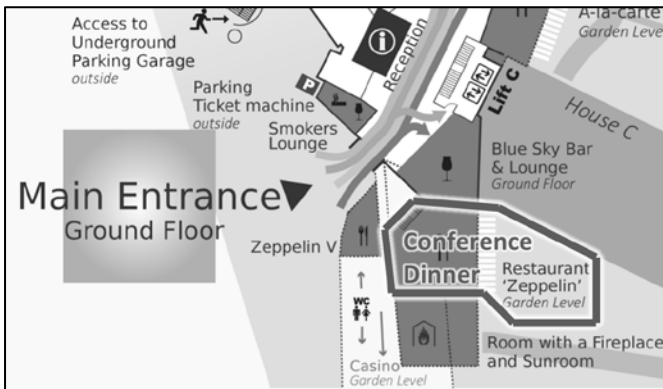 Access to
Underground
Parking Garage
outside
Parking
Ticket machine
outside
P
Smokers
Lounge
i
Reception
Lift C
A-la-carte
Garden Level
House C
Blue Sky Bar
& Lounge
Ground Floor
Main Entrance
Ground Floor
Zeppelin V
Conference
Dinner
Restaurant
'Zeppelin'
Garden Level
WC
Casino
Garden Level
Room with a Fireplace
and Sunroom